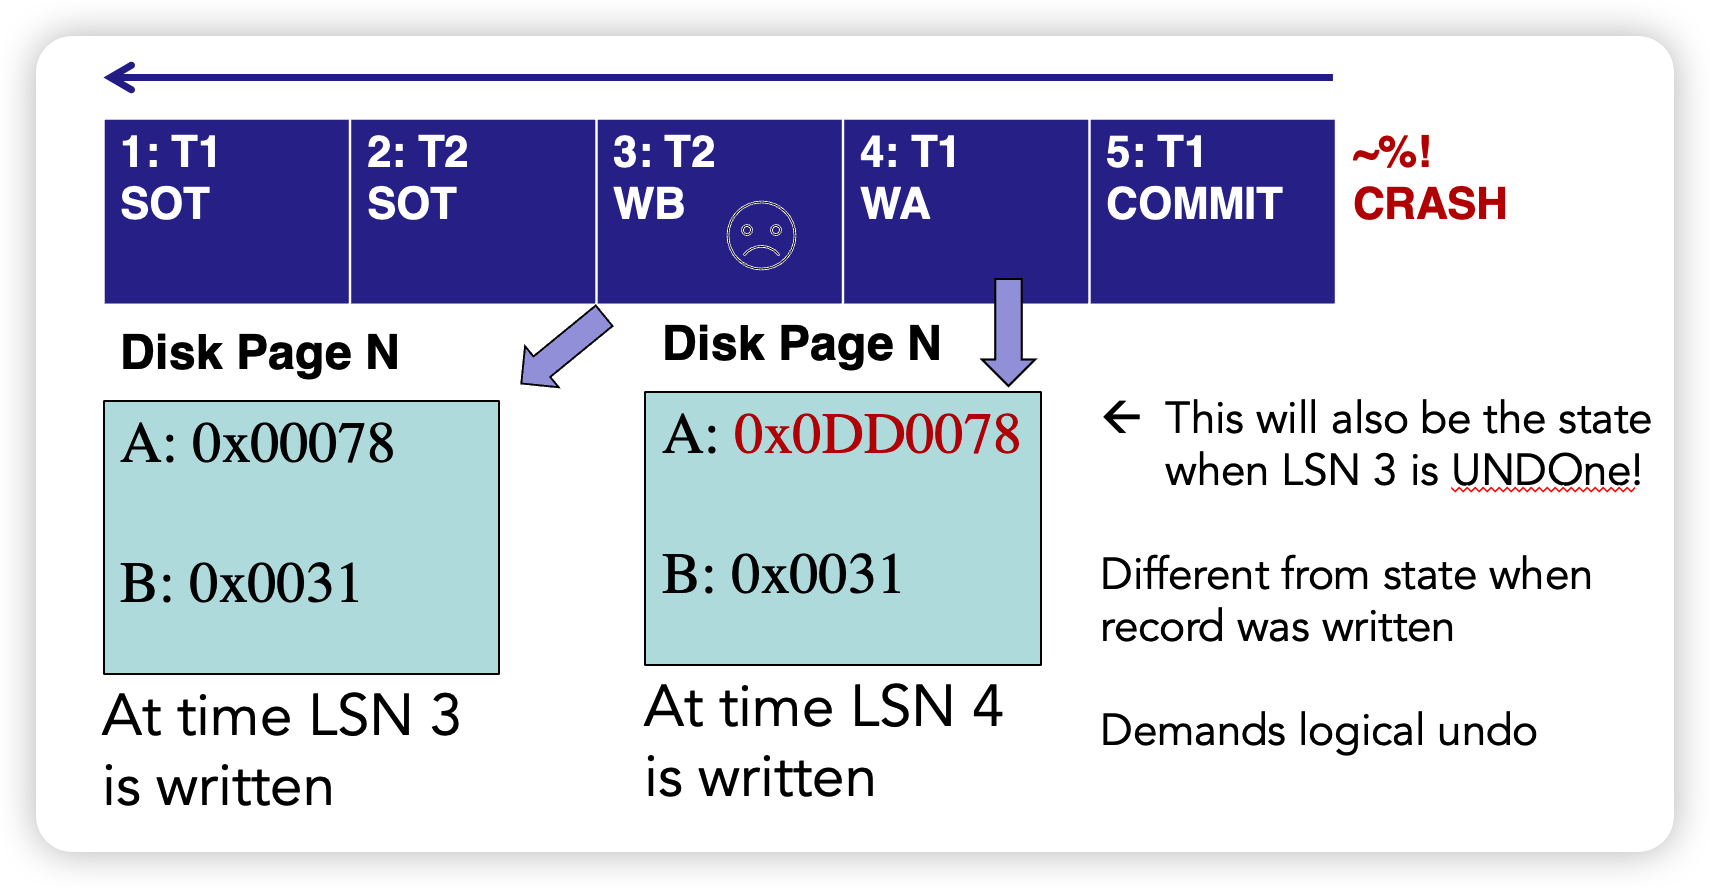 1: T1
SOT
2: T2
SOT
3: T2
WB
4: T1
WA
5: T1
COMMIT
~%!
CRASH
Disk Page N
A: 0x00078
B: 0x0031
At time LSN 3
is written
Disk Page N
A: 0x0DD0078
B: 0x0031
At time LSN 4
is written
← This will also be the state
when LSN 3 is UNDOne!
Different from state when
record was written
Demands logical undo